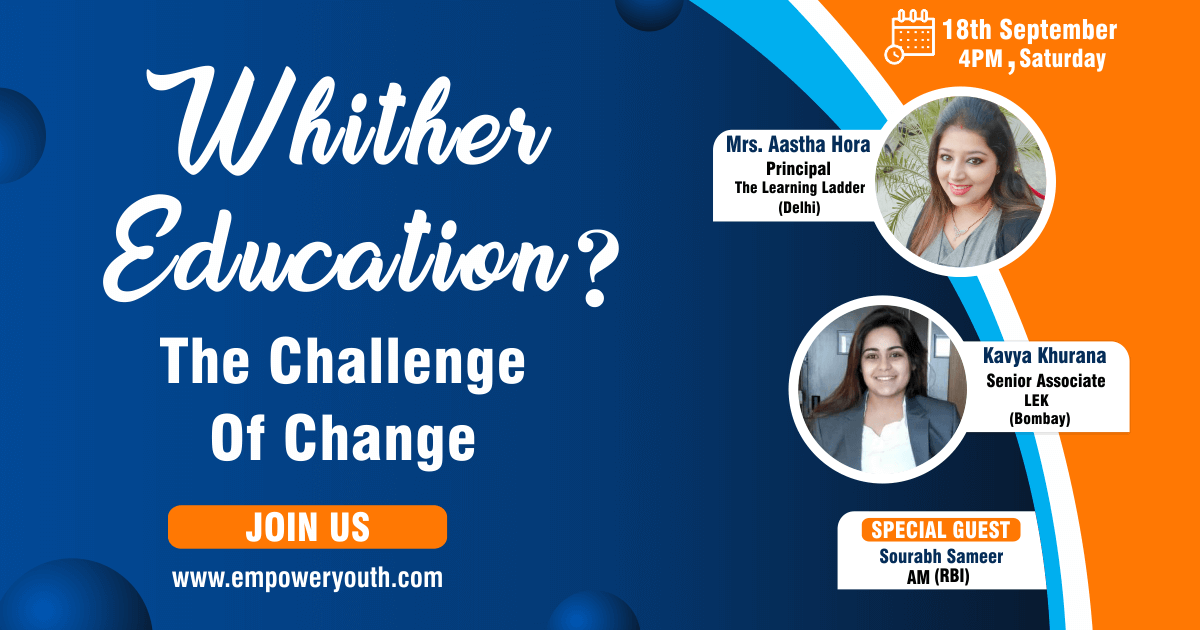 Whither
Education?
The Challenge
Of Change
JOIN US
www.empoweryouth.com
18th September
4PM, Saturday
Mrs. Aastha Hora
Principal
The Learning Ladder
(Delhi)
Kavya Khurana
Senior Associate
LEK
(Bombay)
SPECIAL GUEST
Sourabh Sameer
AM (RBI)